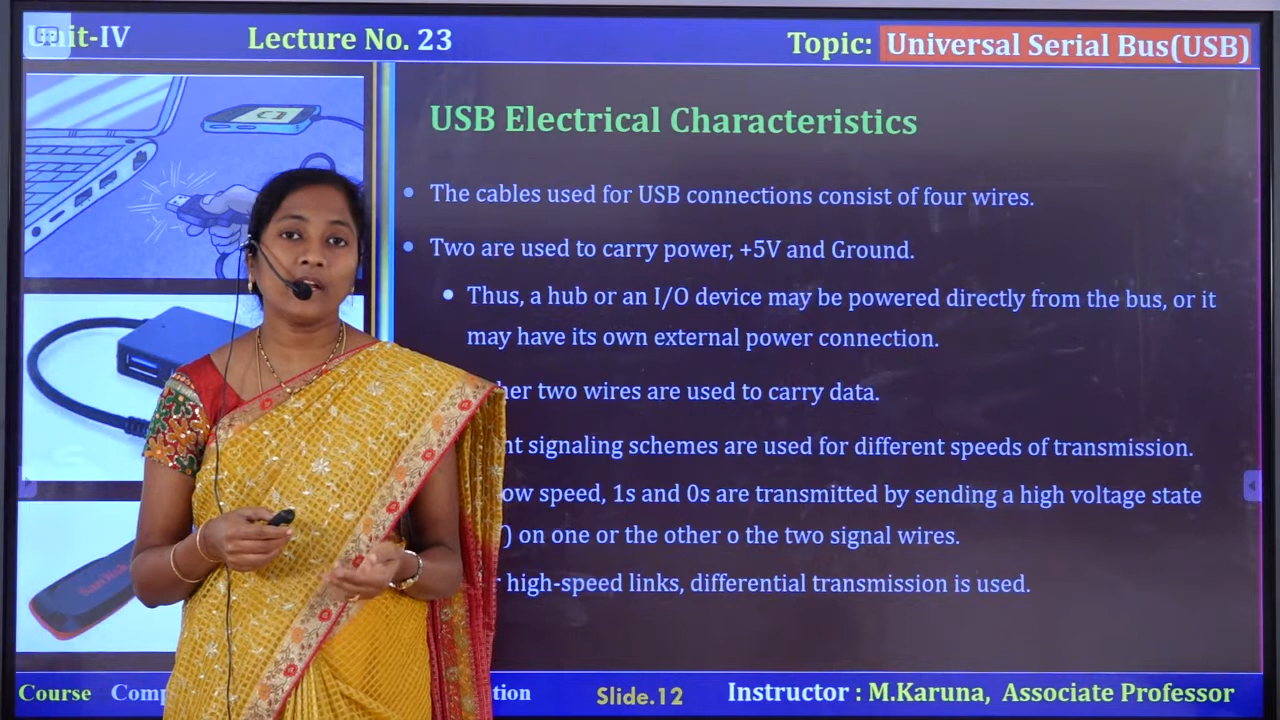 Unit-IV
Lecture No. 23
Topic: Universal Serial Bus(USB)
USB Electrical Characteristics
• The cables used for USB connections consist of four wires.
• Two are used to carry power, +5V and Ground.
• Thus, a hub or an I/O device may be powered directly from the bus, or it
may have its own external power connection.
two wires are used to carry data.
signaling schemes are used for different speeds of transmission.
speed, 1s and 0s are transmitted by sending a high voltage state
) on one or the other o the two signal wires.
high-speed links, differential transmission is used.
SanDisk
Course
Slide.12
Instructor : M.Karuna, Associate Professor